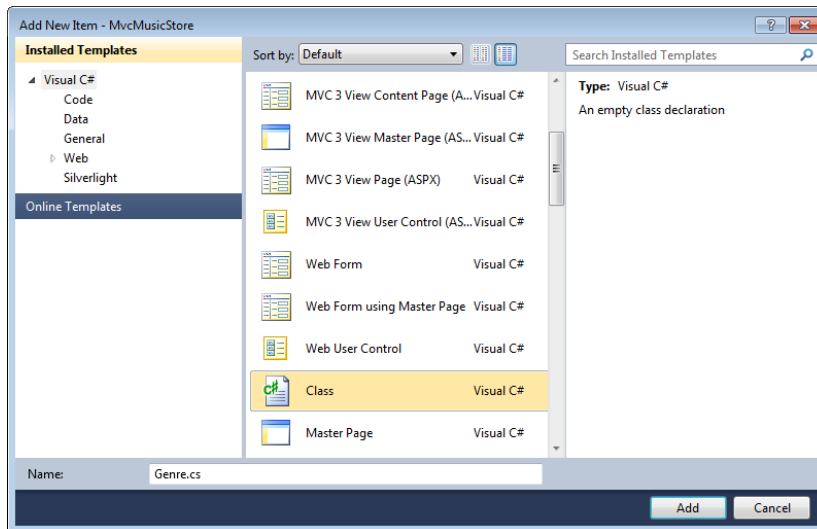 Add New Item - MvcMusicStore
Installed Templates
Visual C#
Code
Data
General
Web
Silverlight
Online Templates
Sort by: Default
MVC 3 View Content Page (A... Visual C#
MVC 3 View Master Page (AS... Visual C#
MVC 3 View Page (ASPX) Visual C#
MVC 3 View User Control (AS... Visual C#
Web Form Visual C#
Web Form using Master Page Visual C#
Web User Control Visual C#
Class Visual C#
Master Page Visual C#
Search Installed Templates
Type: Visual C#
An empty class declaration
Name: Genre.cs
Add Cancel